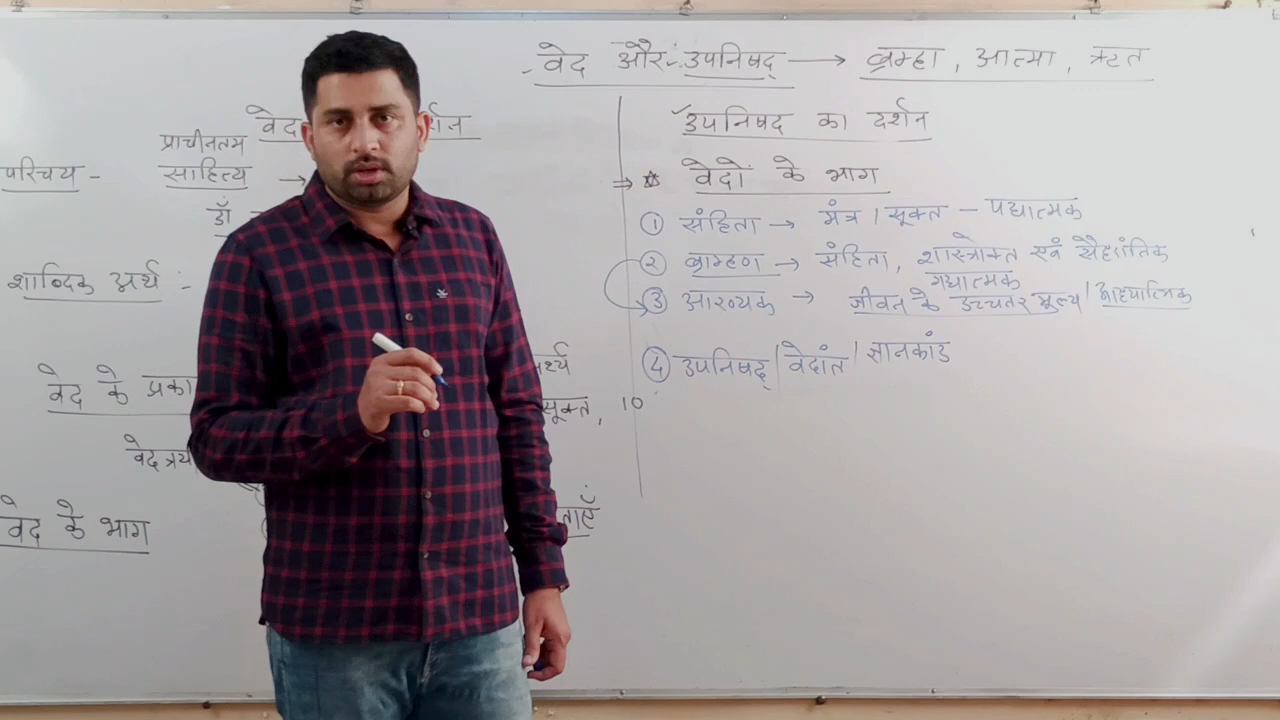 वेद और उपनिषद् → ब्रम्हा, आत्मा, ऋत
वेद
परिचय - प्राचीनतम साहित्य →
डॉ
शाब्दिक अर्थ :-
वेद के प्रका
सूक्त, 10
वेदत्रयी
वेद के भाग
उपनिषद का दर्शन
⇒ वेदों के भाग
① संहिता → मंत्र / सूक्त - पद्यात्मक
② ब्राम्हण → संहिता, शास्त्रोक्त एवं सैद्धांतिक
गद्यात्मक
③ आरण्यक → जीवन के उच्चतर मूल्य / आध्यात्मिक
④ उपनिषद् / वेदांत / ज्ञानकांड